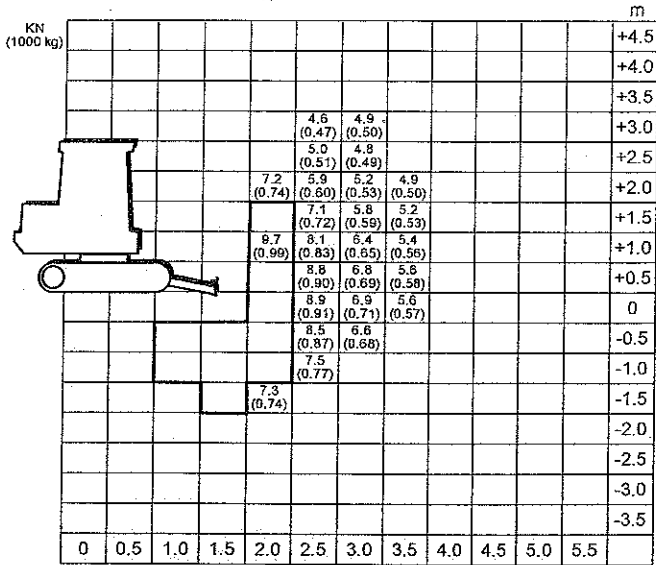 m
KN
(1000 kg)
+4.5
+4.0
+3.5
4.6 4.9 +3.0
(0.47) (0.50)
5.0 4.8 +2.5
(0.51) (0.49)
7.2 5.9 5.2 4.9 +2.0
(0.74) (0.60) (0.53) (0.50)
7.1 5.8 5.2 +1.5
(0.72) (0.59) (0.53)
9.7 8.1 6.4 5.4 +1.0
(0.99) (0.83) (0.65) (0.56)
8.8 6.8 5.6 +0.5
(0.90) (0.69) (0.58)
8.9 6.9 5.6 0
(0.91) (0.71) (0.57)
8.5 6.6 -0.5
(0.87) (0.68)
7.5 -1.0
(0.77)
7.3 -1.5
(0.74)
-2.0
-2.5
-3.0
-3.5
0 0.5 1.0 1.5 2.0 2.5 3.0 3.5 4.0 4.5 5.0 5.5